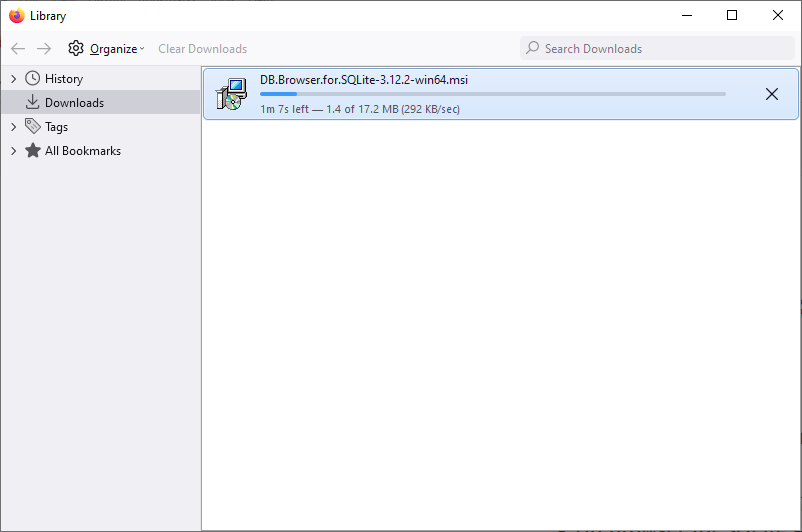 Library
Organize
Clear Downloads
Search Downloads
History
Downloads
Tags
All Bookmarks
DB.Browser.for.SQLite-3.12.2-win64.msi
1m 7s left — 1.4 of 17.2 MB (292 KB/sec)